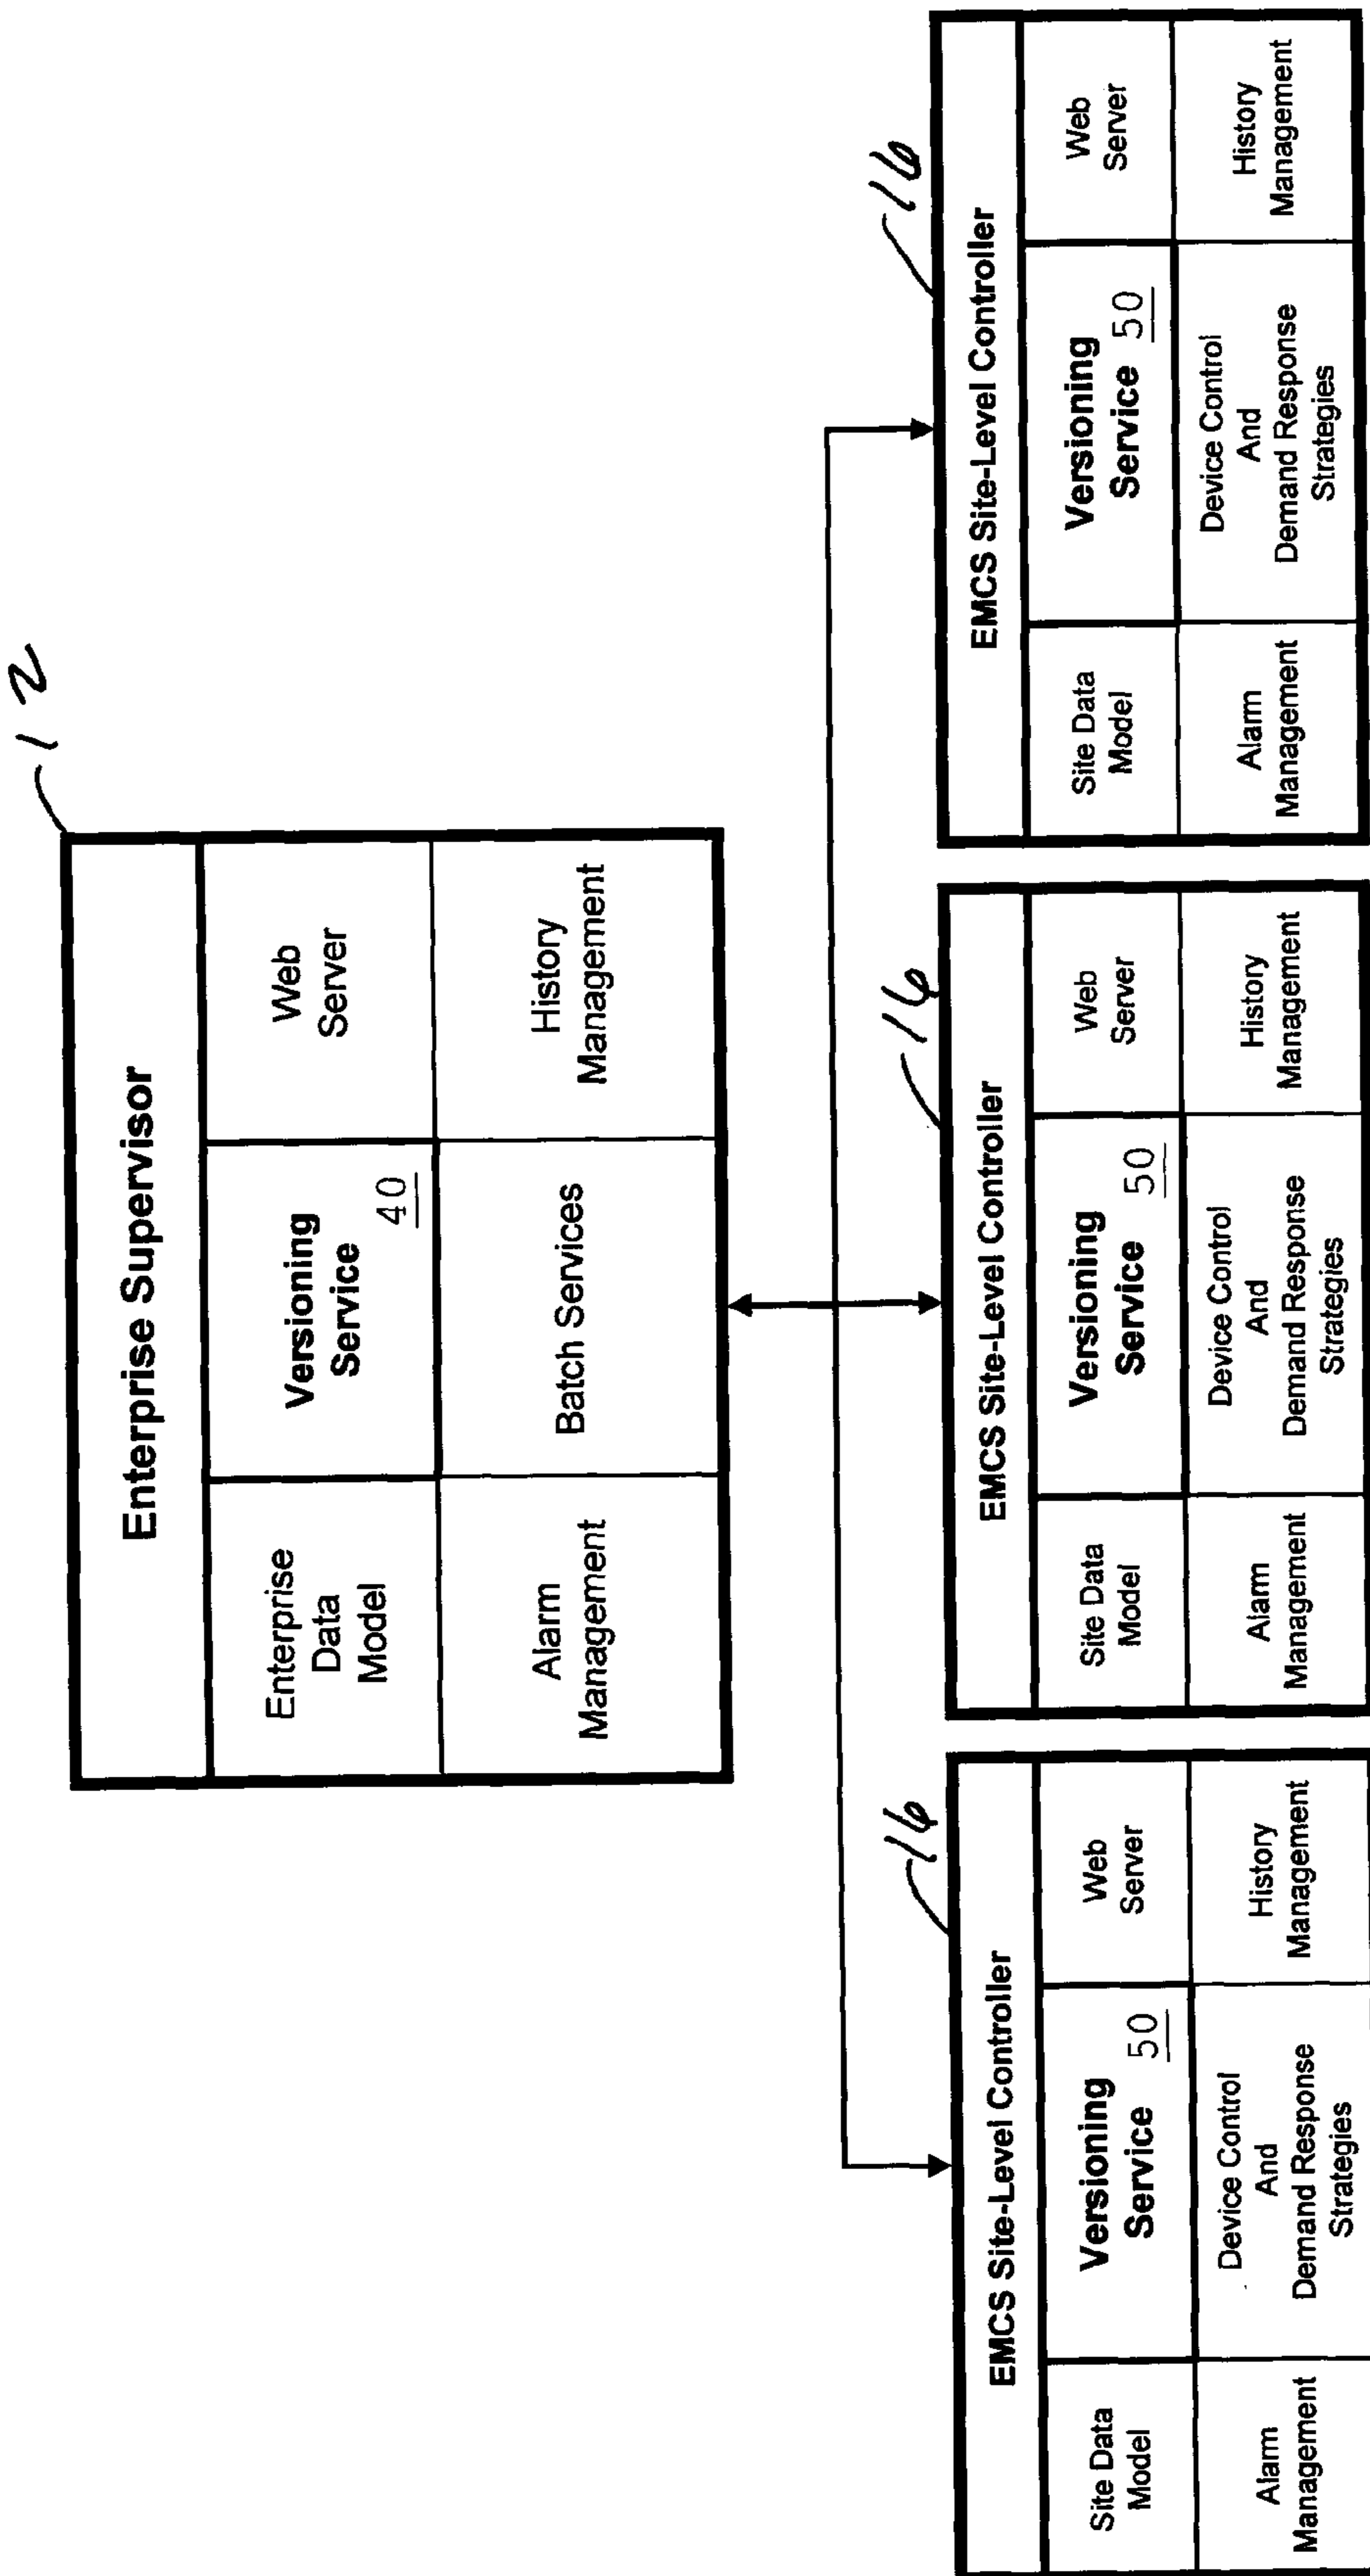 12
Enterprise Supervisor
Enterprise
Data
Model
Versioning
Service
40
Web
Server
Alarm
Management
Batch Services
History
Management
16
EMCS Site-Level Controller
Site Data
Model
Versioning
Service 50
Web
Server
Alarm
Management
Device Control
And
Demand Response
Strategies
History
Management
16
EMCS Site-Level Controller
Site Data
Model
Versioning
Service 50
Web
Server
Alarm
Management
Device Control
And
Demand Response
Strategies
History
Management
16
EMCS Site-Level Controller
Site Data
Model
Versioning
Service 50
Web
Server
Alarm
Management
Device Control
And
Demand Response
Strategies
History
Management